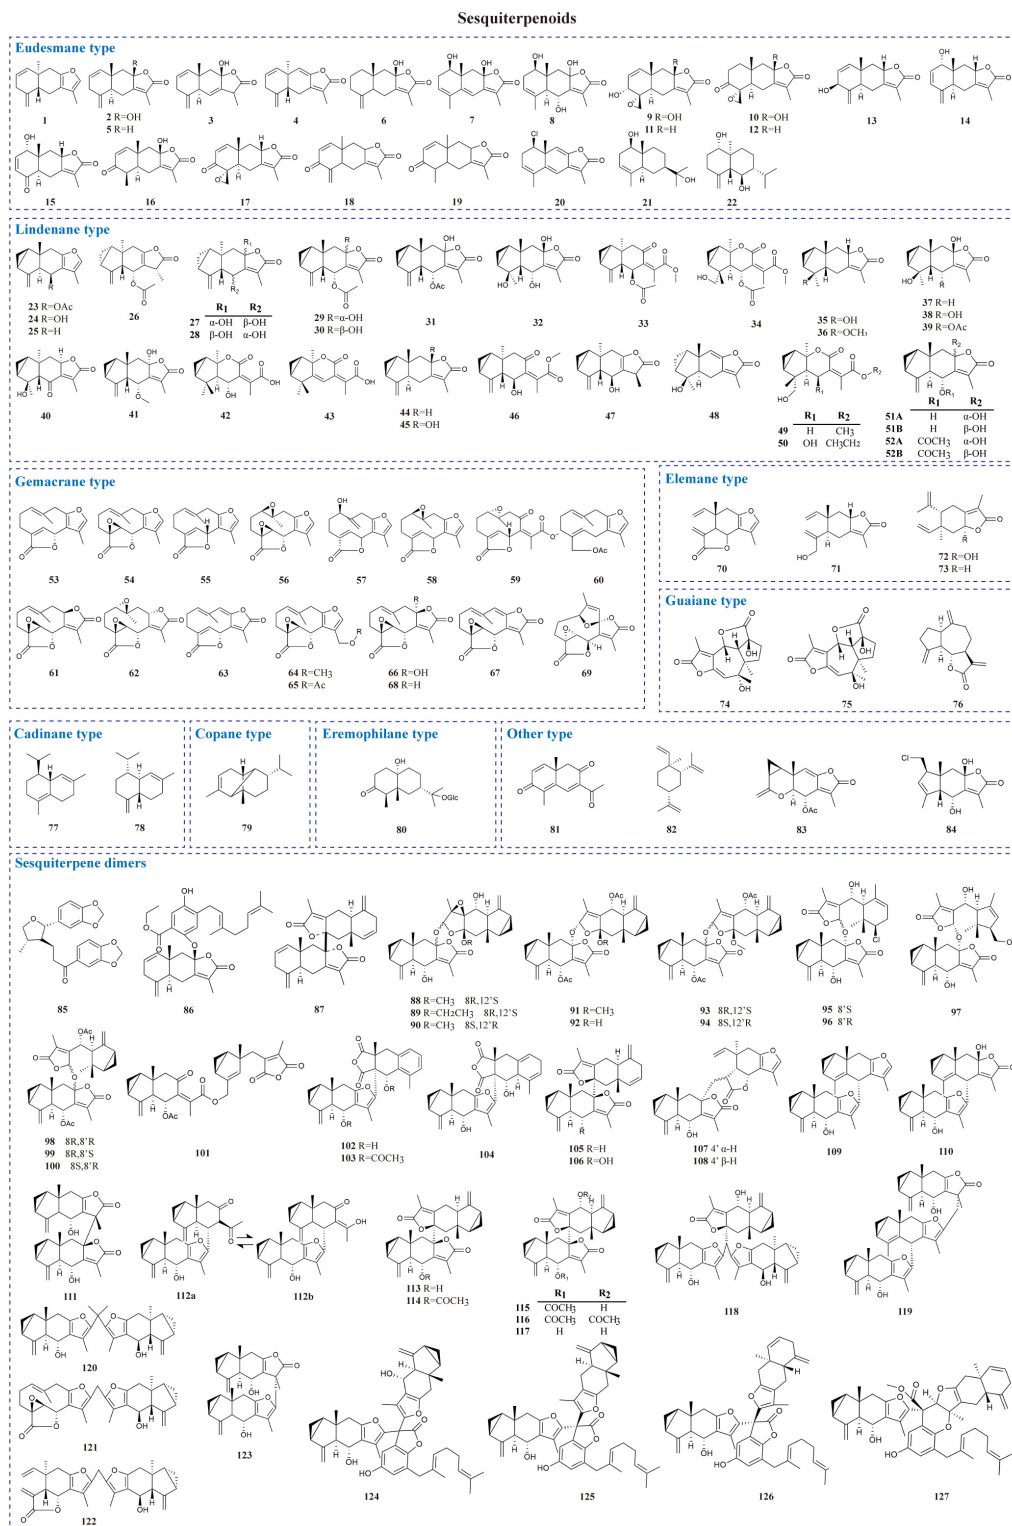 Sesquiterpenoids
Eudesmane type
1
2 R=OH
5 R=H
3
4
6
7
8
9 R=OH
11 R=H
10 R=OH
12 R=H
13
14
15
16
17
18
19
20
21
22
Lindenane type
23 R=OAc
24 R=OH
25 R=H
26
R1 R2
27 α-OH β-OH
28 β-OH α-OH
29 R=α-OH
30 R=β-OH
31
32
33
34
35 R=OH
36 R=OCH3
37 R=H
38 R=OH
39 R=OAc
40
41
42
43
44 R=H
45 R=OH
46
47
48
R1 R2
49 H CH3
50 OH CH3CH2
R1 R2
51A H α-OH
51B H β-OH
52A COCH3 α-OH
52B COCH3 β-OH
Gemacrane type
53
54
55
56
57
58
59
60
61
62
63
64 R=CH3
65 R=Ac
66 R=OH
68 R=H
67
69
Elemane type
70
71
72 R=OH
73 R=H
Guaiane type
74
75
76
Cadinane type
77
78
Copane type
79
Eremophilane type
80
Other type
81
82
83
84
Sesquiterpene dimers
85
86
87
88 R=CH3 8R,12'S
89 R=CH2CH3 8R,12'S
90 R=CH3 8S,12'R
91 R=CH3
92 R=H
93 8R,12'S
94 8S,12'R
95 8'S
96 8'R
97
98 8R,8'R
99 8R,8'S
100 8S,8'R
101
102 R=H
103 R=COCH3
104
105 R=H
106 R=OH
107 4' α-H
108 4' β-H
109
110
111
112a
112b
113 R=H
114 R=COCH3
R1 R2
115 COCH3 H
116 COCH3 COCH3
117 H H
118
119
120
121
122
123
124
125
126
127